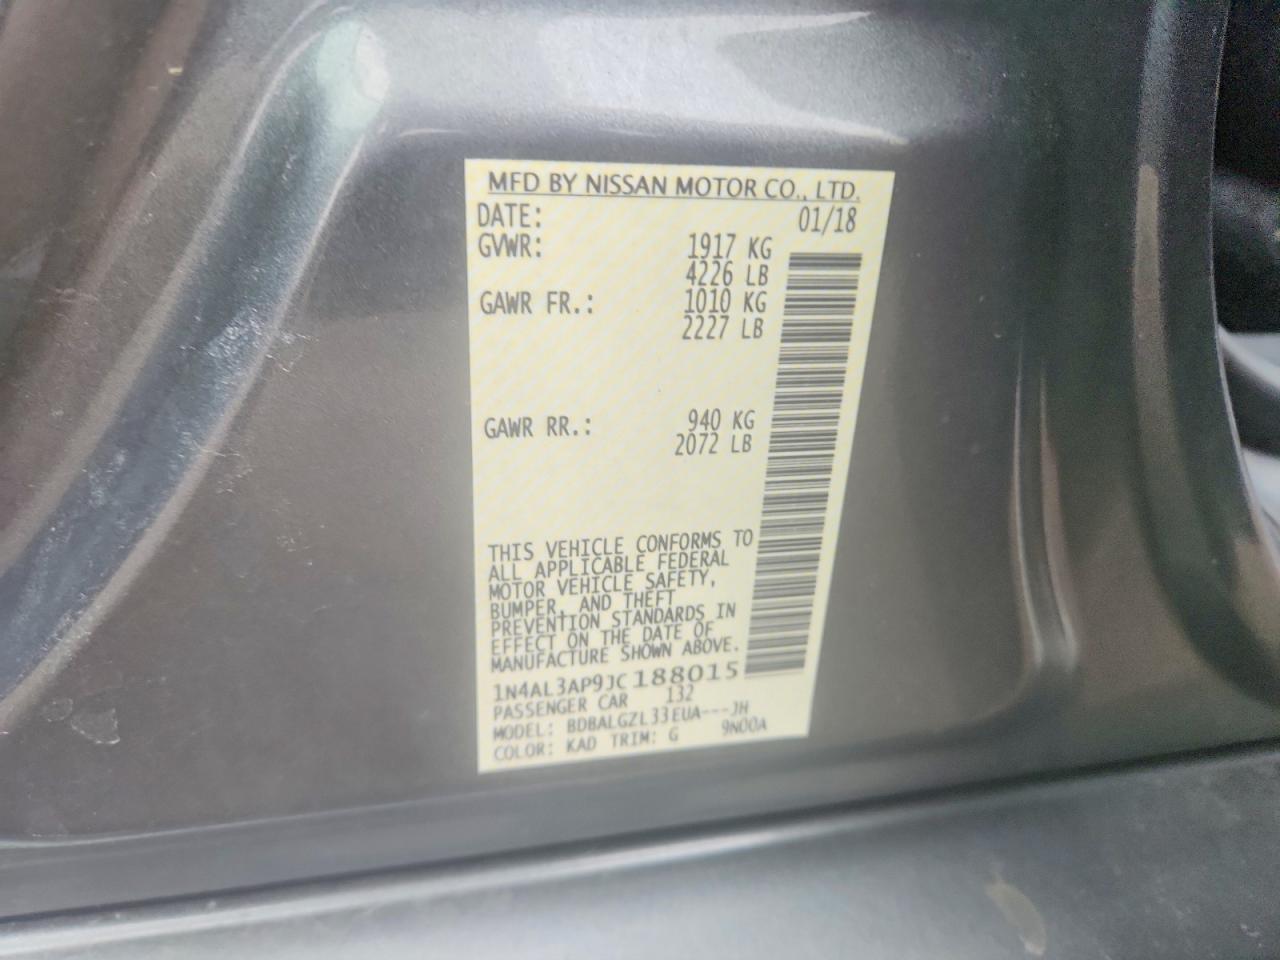 MFD BY NISSAN MOTOR CO., LTD.
DATE: 01/18
GVWR: 1917 KG
4226 LB
GAWR FR.: 1010 KG
2227 LB
GAWR RR.: 940 KG
2072 LB
THIS VEHICLE CONFORMS TO
ALL APPLICABLE FEDERAL
MOTOR VEHICLE SAFETY,
BUMPER, AND THEFT
PREVENTION STANDARDS IN
EFFECT ON THE DATE OF
MANUFACTURE SHOWN ABOVE.
1N4AL3AP9JC188015
PASSENGER CAR 132
MODEL: BDBALGZL33EUA---JH
COLOR: KAD TRIM: G 9N00A